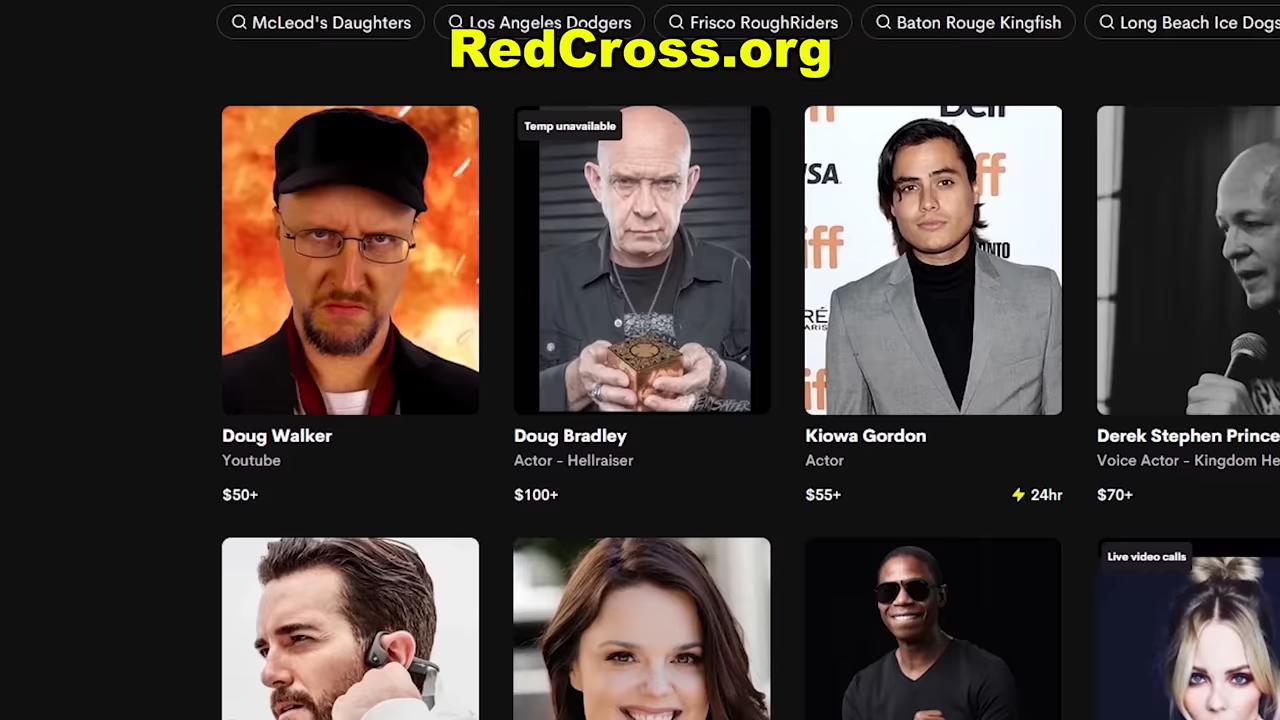 McLeod's Daughters
Los Angeles Dodgers
Frisco RoughRiders
Baton Rouge Kingfish
Long Beach Ice Dogs
RedCross.org
Temp unavailable
Doug Walker
Youtube
$50+
Doug Bradley
Actor - Hellraiser
$100+
Kiowa Gordon
Actor
$55+
24hr
Derek Stephen Prince
Voice Actor - Kingdom He
$70+
Live video calls